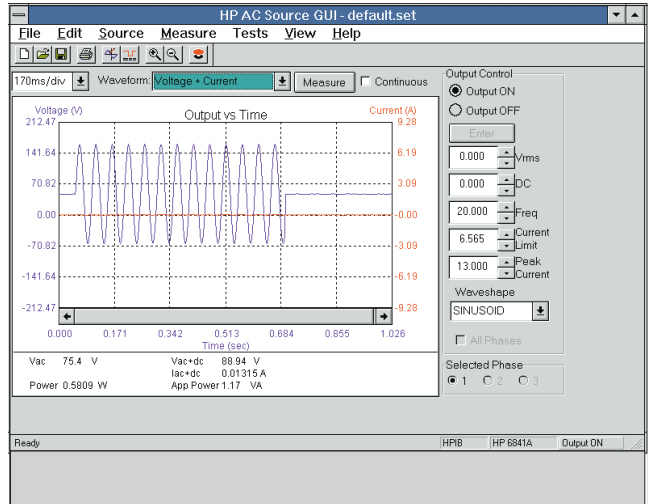 HP AC Source GUI - default.set
File Edit Source Measure Tests View Help
170ms/div Waveform: Voltage + Current Measure Continuous
Voltage (V) Output vs Time Current (A)
212.47 9.28
141.64 6.19
70.82 3.09
0.00 -0.00
-70.82 -3.09
-141.64 -6.19
-212.47 -9.28
0.000 0.171 0.342 0.513 0.684 0.855 1.026
Time (sec)
Vac 75.4 V Vac+dc 88.94 V
Iac+dc 0.01315 A
Power 0.5809 W App Power 1.17 VA
Output Control
Output ON
Output OFF
Enter
0.000 Vrms
0.000 DC
20.000 Freq
6.565 Current Limit
13.000 Peak Current
Waveshape
SINUSOID
All Phases
Selected Phase
1 2 3
Ready HPIB HP 6841A Output ON